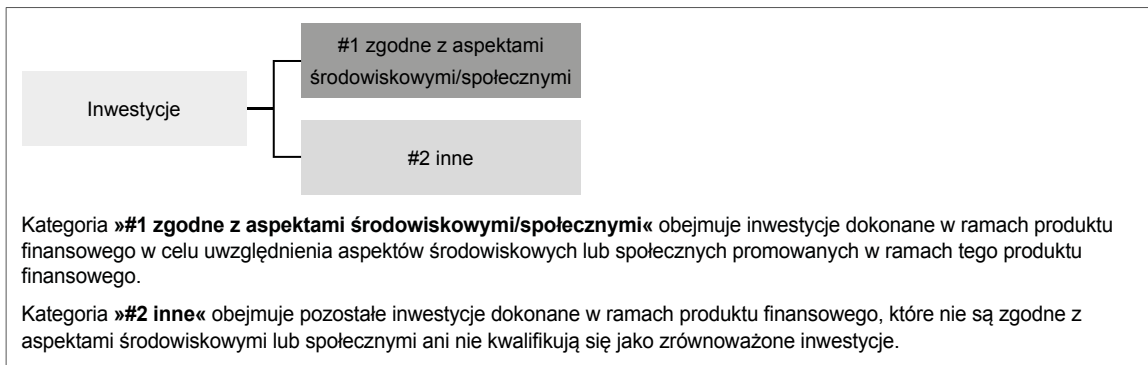 #1 zgodne z aspektami
środowiskowymi/społecznymi
Inwestycje
#2 inne
Kategoria »#1 zgodne z aspektami środowiskowymi/społecznymi« obejmuje inwestycje dokonane w ramach produktu
finansowego w celu uwzględnienia aspektów środowiskowych lub społecznych promowanych w ramach tego produktu
finansowego.
Kategoria »#2 inne« obejmuje pozostałe inwestycje dokonane w ramach produktu finansowego, które nie są zgodne z
aspektami środowiskowymi lub społecznymi ani nie kwalifikują się jako zrównoważone inwestycje.